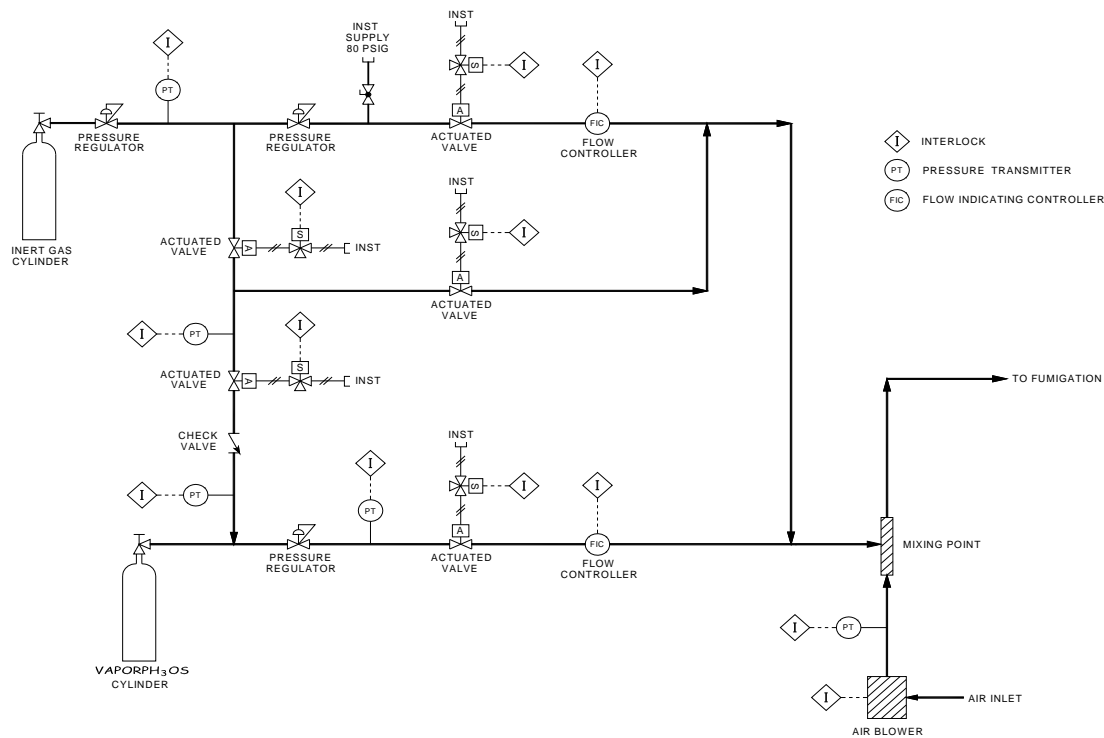 INST
INST
SUPPLY
80 PSIG
I
S
I
I
PT
A
FIC
PRESSURE
REGULATOR
PRESSURE
REGULATOR
ACTUATED
VALVE
FLOW
CONTROLLER
I INTERLOCK
PT PRESSURE TRANSMITTER
FIC FLOW INDICATING CONTROLLER
INERT GAS
CYLINDER
INST
I
S
I
S
ACTUATED
VALVE
A
INST
A
ACTUATED
VALVE
I
PT
I
S
ACTUATED
VALVE
A
INST
TO FUMIGATION
CHECK
VALVE
INST
I
I
S
I
I
PT
PT
A
FIC
PRESSURE
REGULATOR
ACTUATED
VALVE
FLOW
CONTROLLER
MIXING POINT
I
PT
VAPORPH3OS
CYLINDER
I
AIR INLET
AIR BLOWER